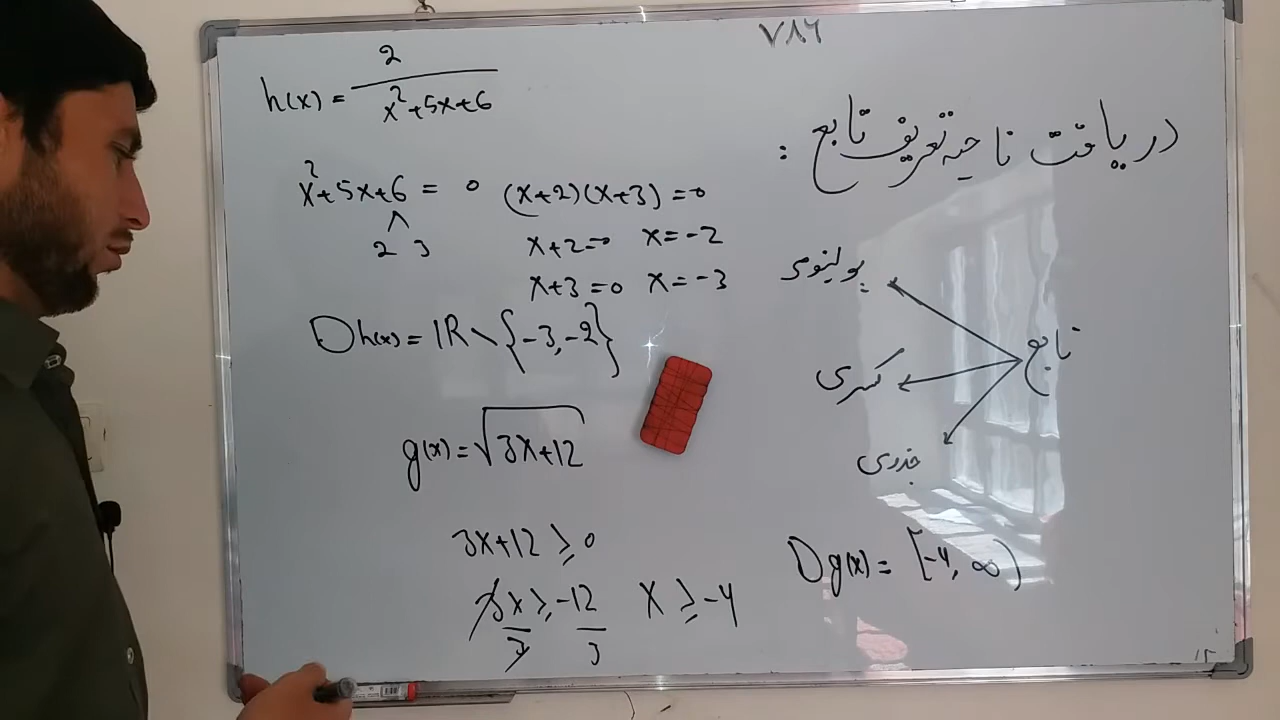 ۷۸۶
دریافت ناحیه تعریف تابع :
تابع
پولینومی
کسری
جذری
h(x) = 2/(x²+5x+6)
x²+5x+6 = 0 (x+2)(x+3)=0
2 3 x+2=0 x=-2
x+3=0 x=-3
Dh(x) = IR \ {-3,-2}
g(x) = √(3x+12)
3x+12 ≥ 0
3x/3 ≥ -12/3 x ≥ -4
Dg(x) = [-4, ∞)